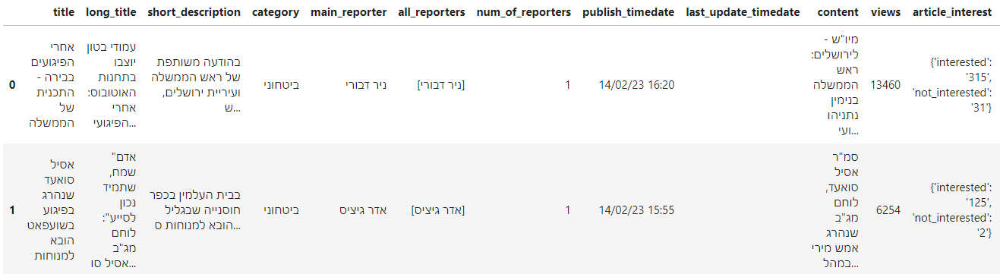 title long_title short_description category main_reporter all_reporters num_of_reporters publish_timedate last_update_timedate content views article_interest
0
אחרי
הפיגועים
בבירה -
התכנית
של
הממשלה
עמודי בטון
יוצבו
בתחנות
האוטובוס:
אחרי
הפיגועי...
בהודעה משותפת
של ראש הממשלה
ועיריית ירושלים,
ש...
ביטחוני
ניר דבורי
[ניר דבורי]
1
14/02/23 16:20
מיו"ש -
לירושלים:
ראש
הממשלה
בנימין
נתניהו
ועי...
13460
{'interested':
'315',
'not_interested':
'31'}
1
אסיל
סואעד
שנהרג
בפיגוע
בשועפאט
הובא
למנוחות
"אדם
שמח,
שתמיד
נכון
לסייע":
לוחם
מג"ב
אסיל סו...
בבית העלמין בכפר
חוסנייה שבגליל
הובא למנוחות ס...
ביטחוני
אדר גיציס
[אדר גיציס]
1
14/02/23 15:55
סמ"ר
אסיל
סואעד,
לוחם
מג"ב
שנהרג
אמש מירי
במהל...
6254
{'interested':
'125',
'not_interested':
'2'}